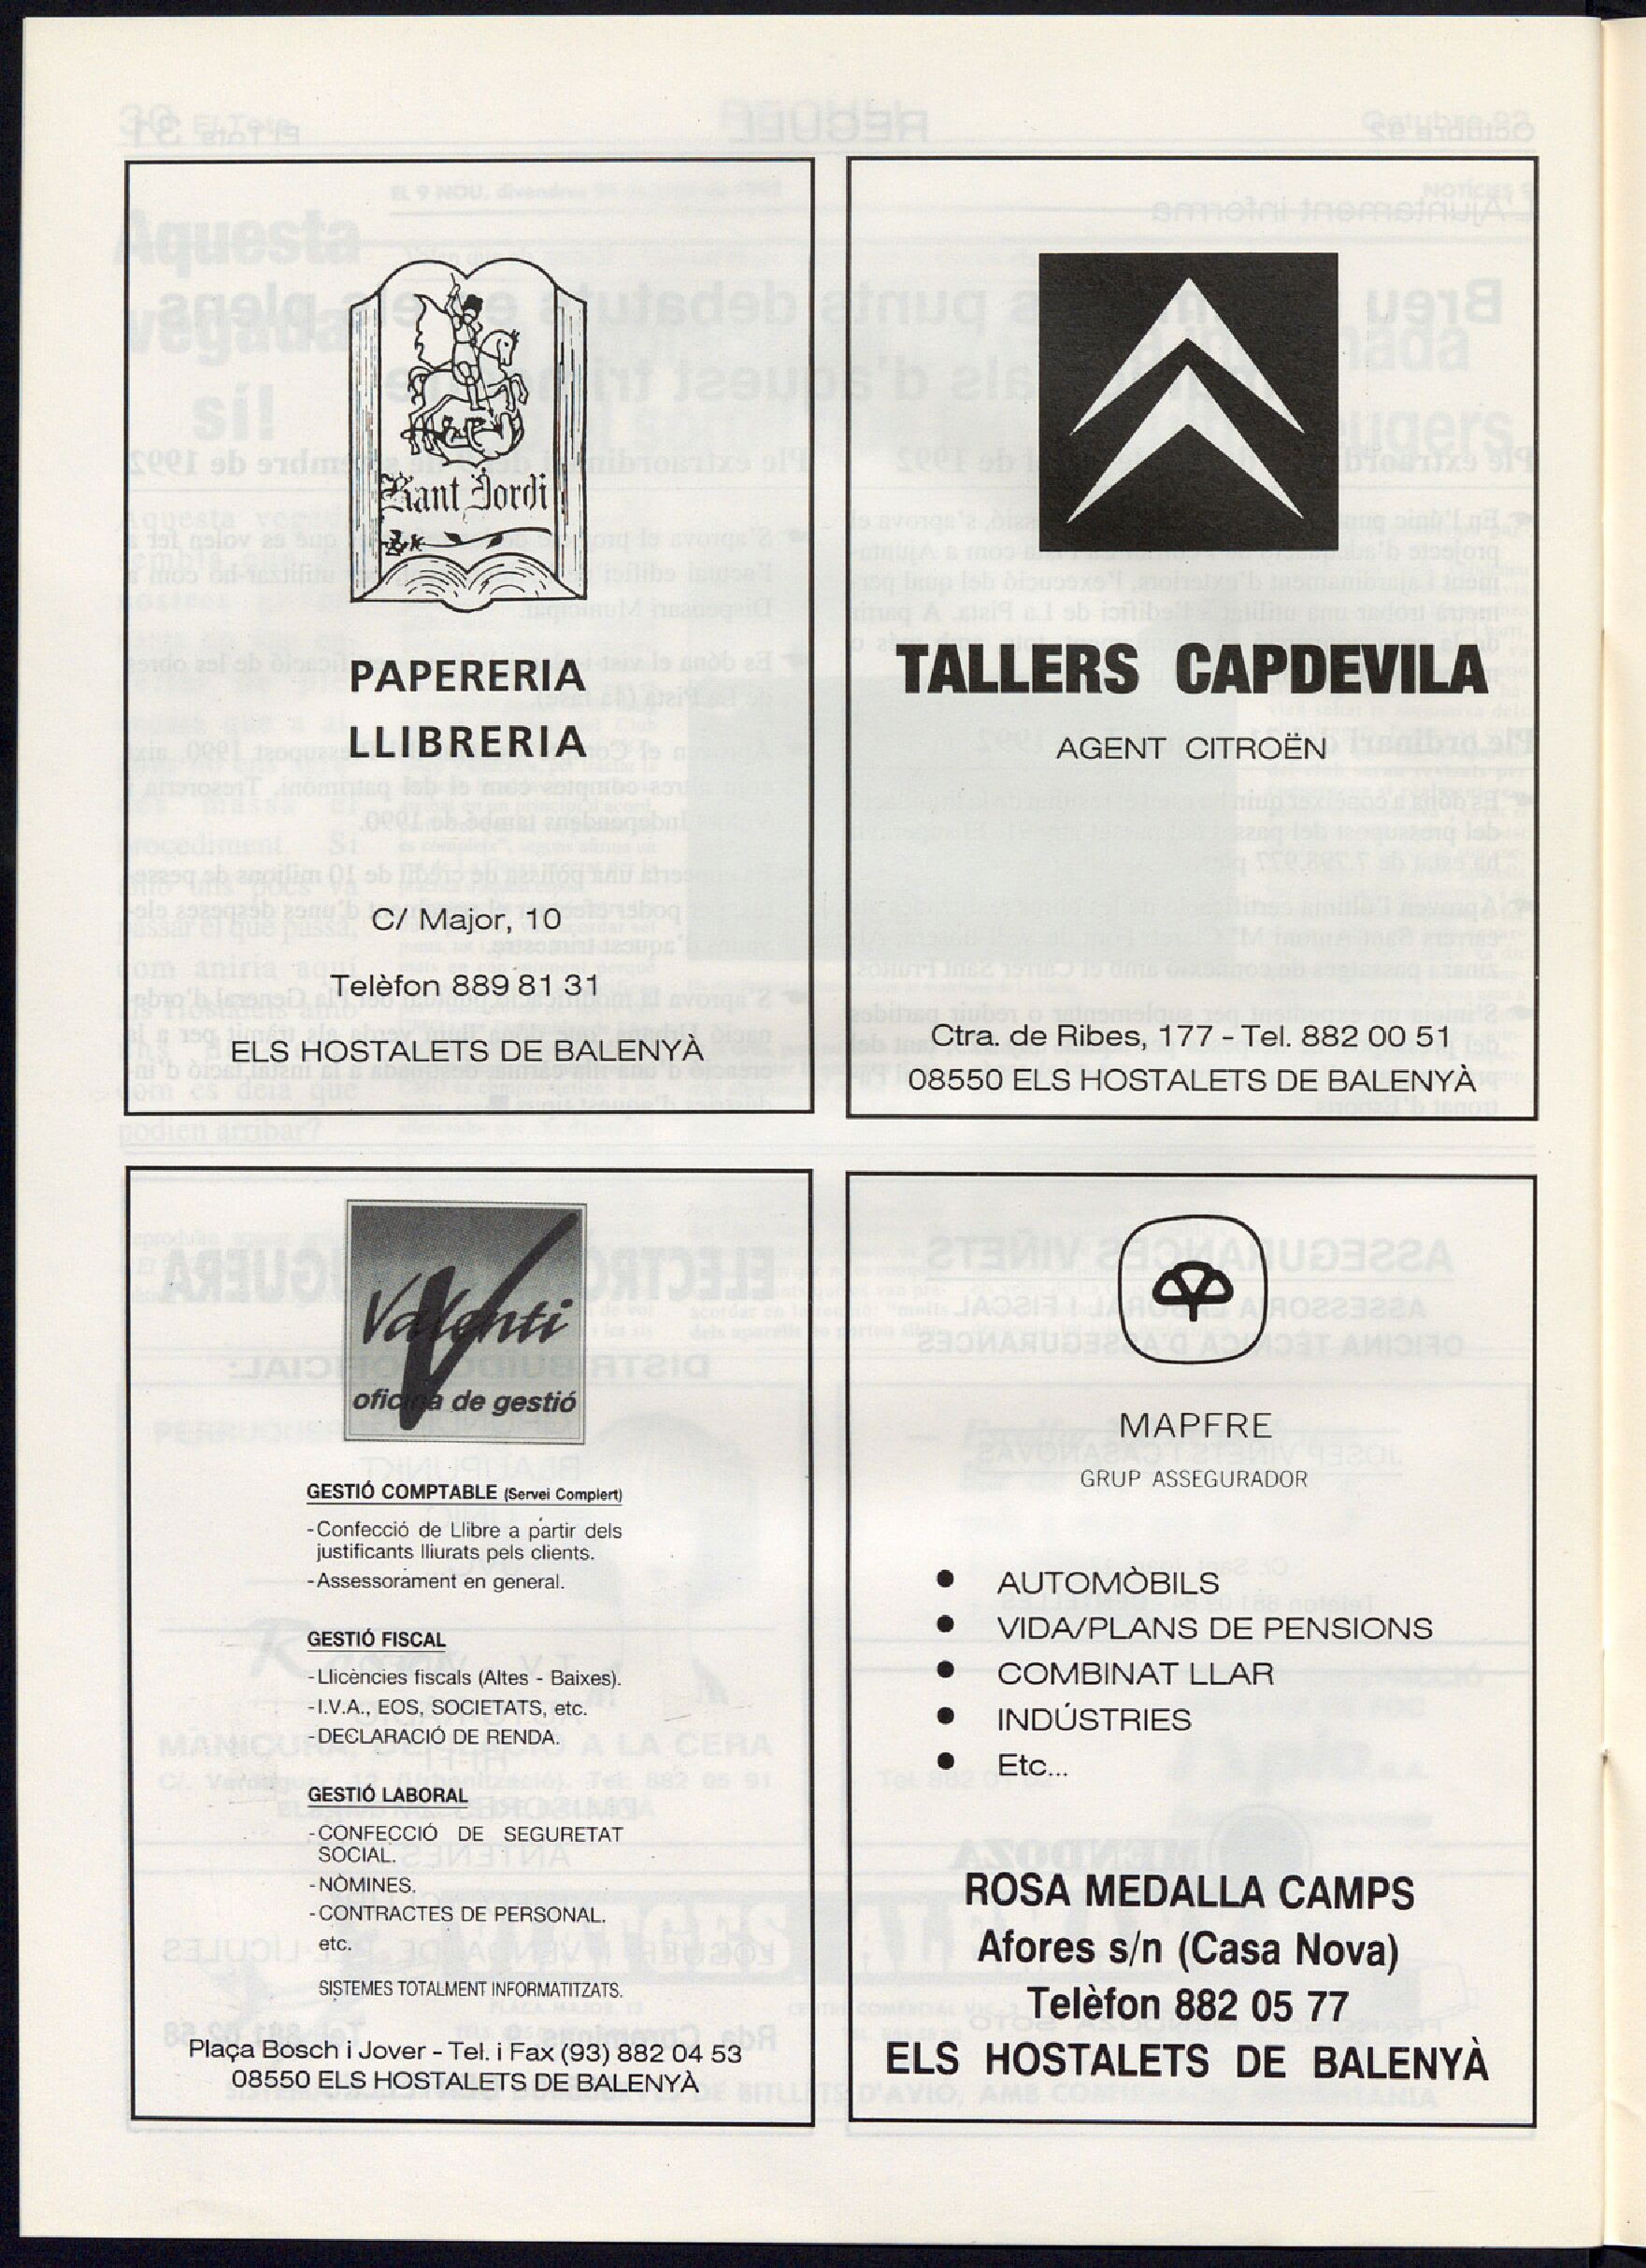 Sant Jordi
PAPERERIA
LLIBRERIA
C/ Major, 10
Telèfon 889 81 31
ELS HOSTALETS DE BALENYÀ
TALLERS CAPDEVILA
AGENT CITROËN
Ctra. de Ribes, 177 - Tel. 882 00 51
08550 ELS HOSTALETS DE BALENYÀ
Valenti
oficina de gestió
GESTIÓ COMPTABLE (Servei Complert)
- Confecció de Llibre a partir dels
justificants lliurats pels clients.
- Assessorament en general.
GESTIÓ FISCAL
- Llicències fiscals (Altes - Baixes).
- I.V.A., EOS, SOCIETATS, etc.
- DECLARACIÓ DE RENDA.
GESTIÓ LABORAL
- CONFECCIÓ DE SEGURETAT
SOCIAL.
- NÒMINES.
- CONTRACTES DE PERSONAL.
etc.
SISTEMES TOTALMENT INFORMATITZATS.
Plaça Bosch i Jover - Tel. i Fax (93) 882 04 53
08550 ELS HOSTALETS DE BALENYÀ
MAPFRE
GRUP ASSEGURADOR
• AUTOMÒBILS
• VIDA/PLANS DE PENSIONS
• COMBINAT LLAR
• INDÚSTRIES
• Etc...
ROSA MEDALLA CAMPS
Afores s/n (Casa Nova)
Telèfon 882 05 77
ELS HOSTALETS DE BALENYÀ